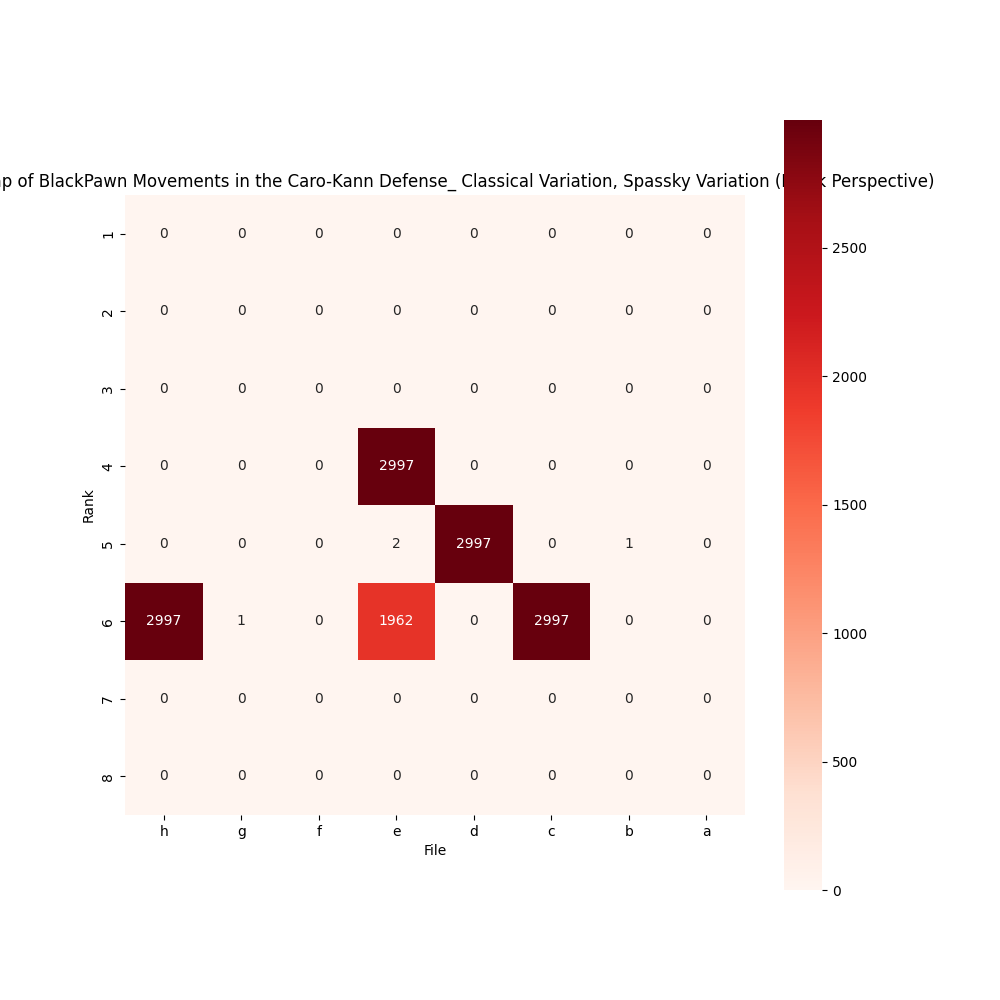 p of BlackPawn Movements in the Caro-Kann Defense_ Classical Variation, Spassky Variation ( k Perspective)
1 0 0 0 0 0 0 0 0
2 0 0 0 0 0 0 0 0
3 0 0 0 0 0 0 0 0
4 0 0 0 2997 0 0 0 0
5 0 0 0 2 2997 0 1 0
6 2997 1 0 1962 0 2997 0 0
7 0 0 0 0 0 0 0 0
8 0 0 0 0 0 0 0 0
h g f e d c b a
File
Rank
2500
2000
1500
1000
500
0